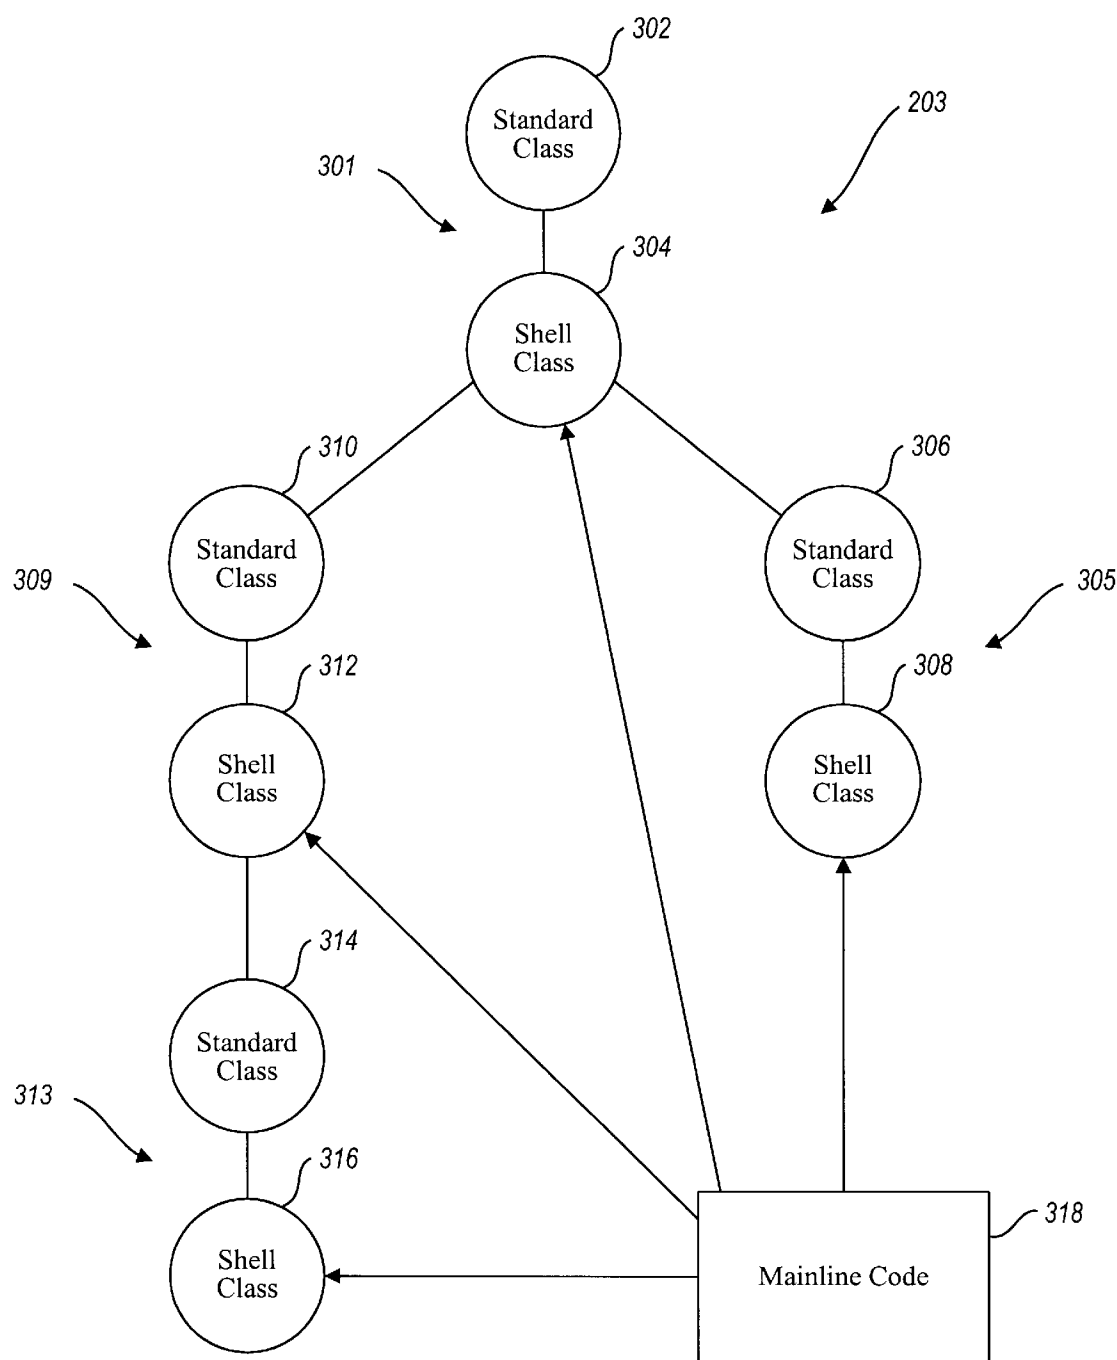 302
Standard
Class
203
301
304
Shell
Class
310
306
Standard
Class
Standard
Class
309
305
312
308
Shell
Class
Shell
Class
314
Standard
Class
313
316
318
Shell
Class
Mainline Code